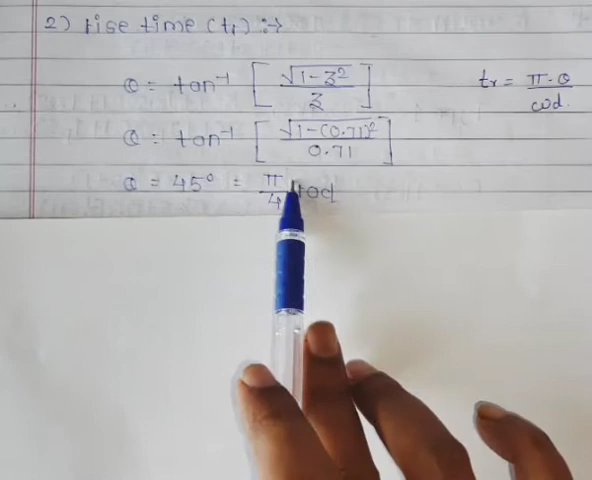 2) rise time (tr) :→
θ = tan⁻¹ [ √1-ζ² / ζ ]
tr = π-θ / ωd.
θ = tan⁻¹ [ √1-(0.71)² / 0.71 ]
θ = 45° = π/4 rad